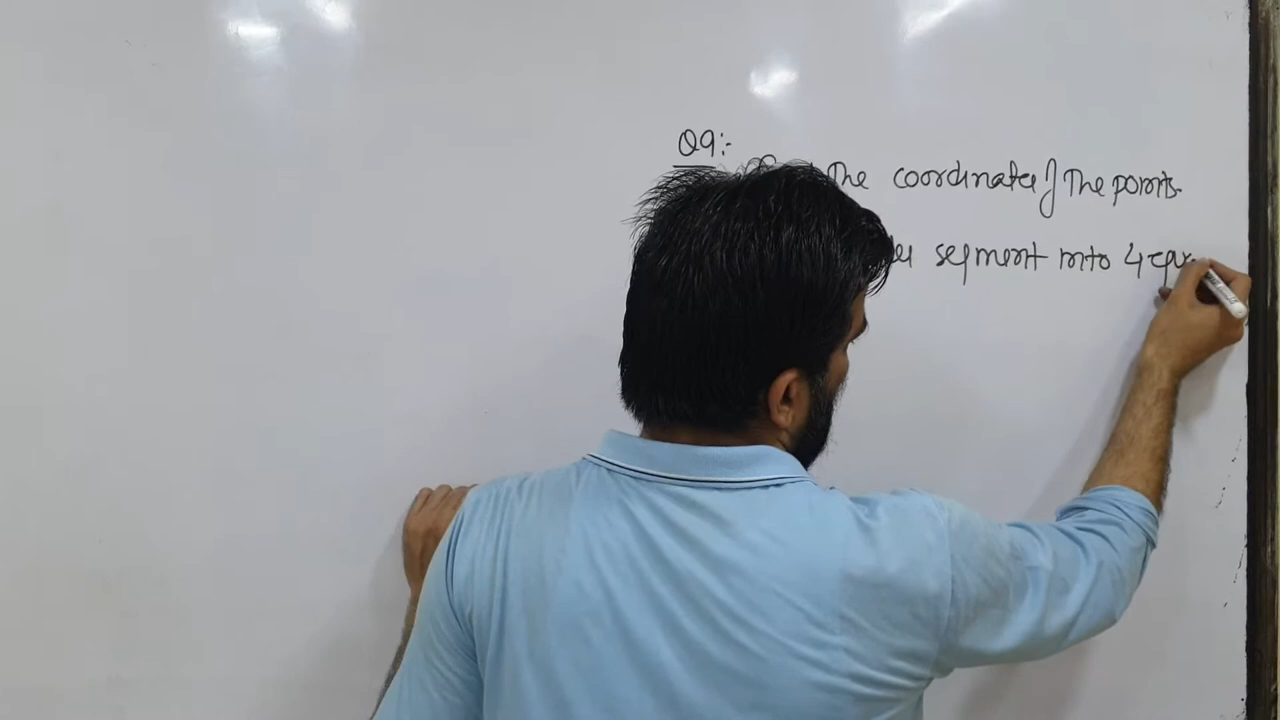 Q9:-
The coordinates of The points
segment into 4 equ